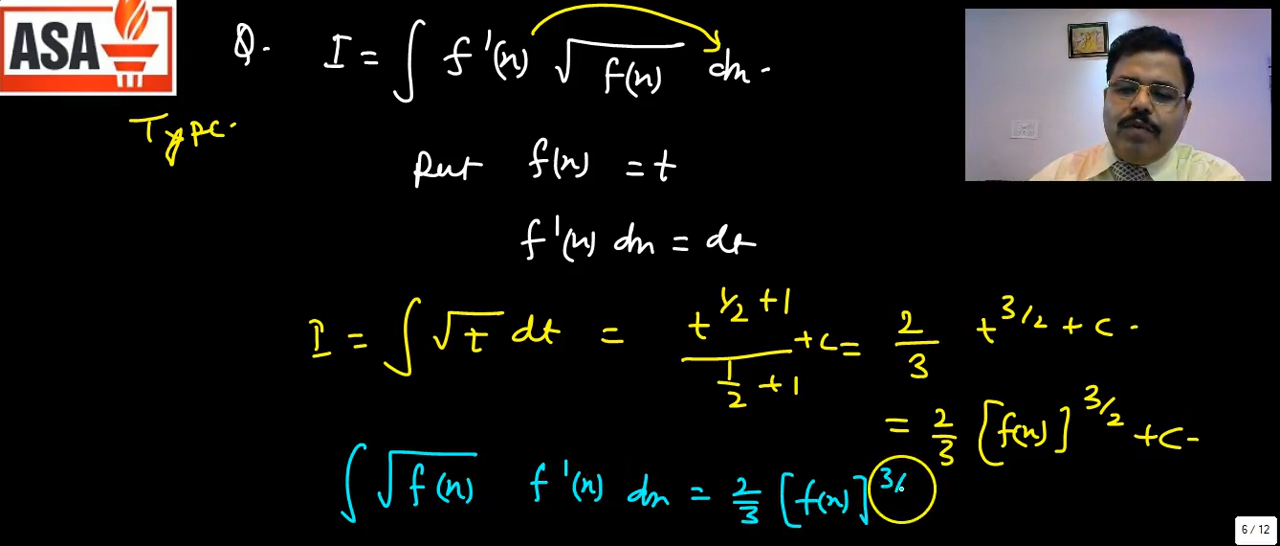 ASA
Q. I = ∫ f'(x) √f(x) dx.
Type.
Put f(x) = t
f'(x) dx = dt
I = ∫ √t dt = t^(1/2 + 1) / (1/2 + 1) + c = 2/3 t^(3/2) + c.
= 2/3 [f(x)]^(3/2) + c.
∫ √f(x) f'(x) dx = 2/3 [f(x)]^3/
6 / 12